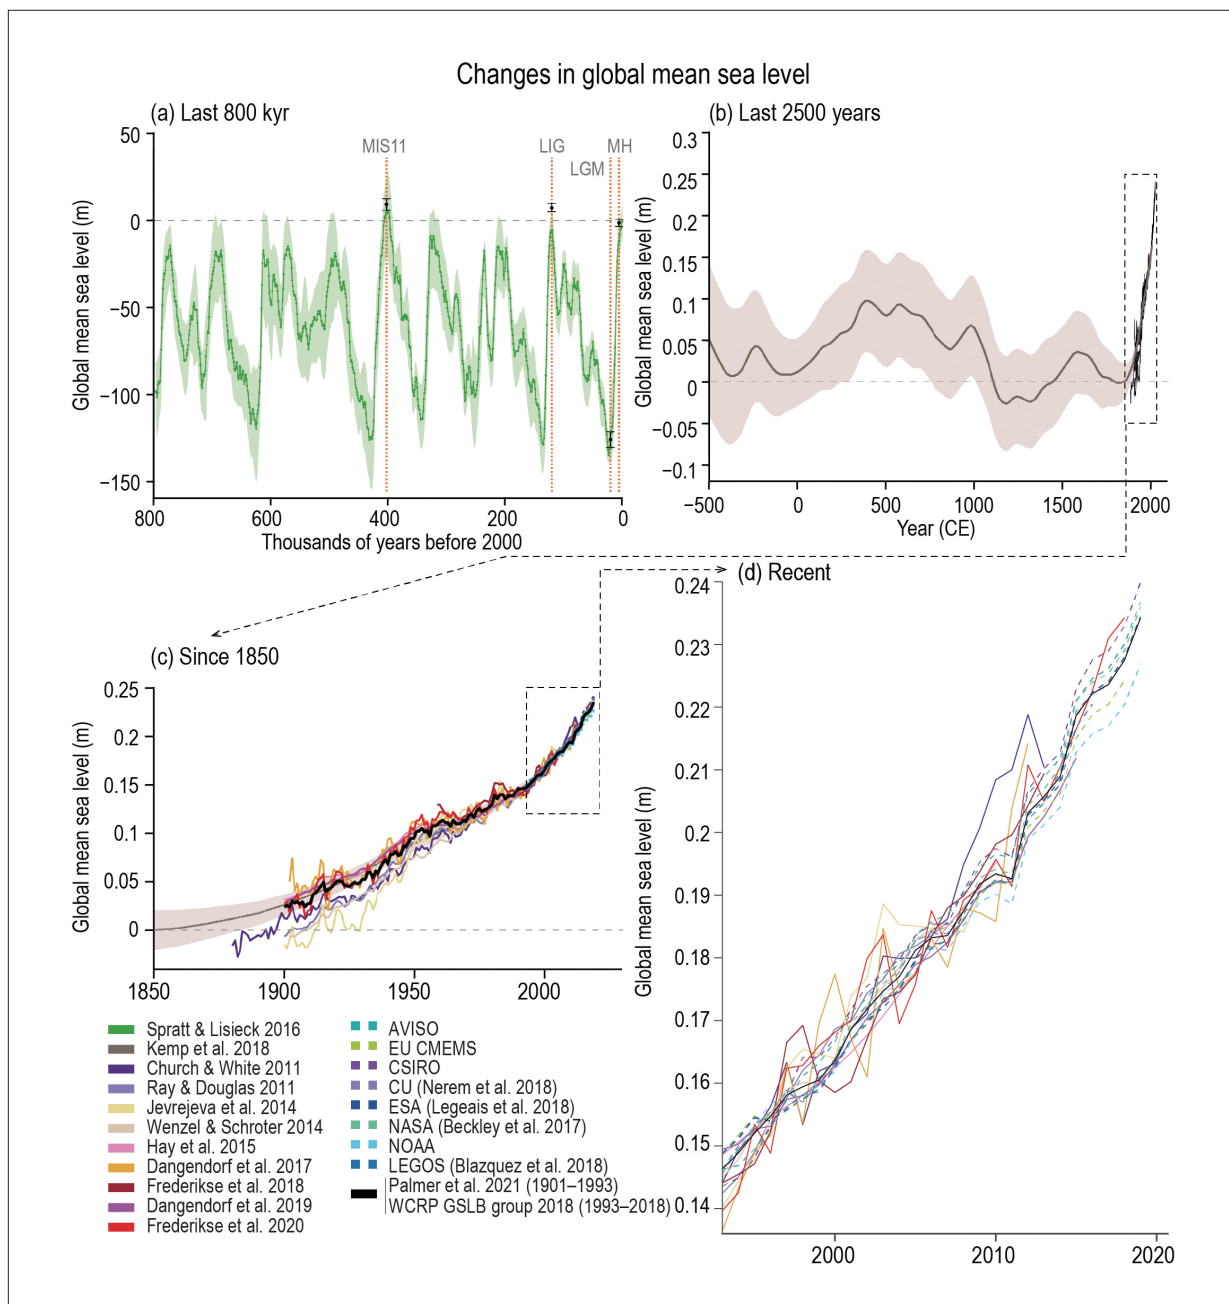 Changes in global mean sea level
(a) Last 800 kyr
MIS11
LIG
MH
LGM
50
0
−50
−100
−150
Global mean sea level (m)
800
600
400
200
0
Thousands of years before 2000
(b) Last 2500 years
0.3
0.25
0.2
0.15
0.1
0.05
0
−0.05
−0.1
Global mean sea level (m)
−500
0
500
1000
1500
2000
Year (CE)
(c) Since 1850
0.25
0.2
0.15
0.1
0.05
0
Global mean sea level (m)
1850
1900
1950
2000
(d) Recent
0.24
0.23
0.22
0.21
0.2
0.19
0.18
0.17
0.16
0.15
0.14
Global mean sea level (m)
2000
2010
2020
Spratt & Lisieck 2016
Kemp et al. 2018
Church & White 2011
Ray & Douglas 2011
Jevrejeva et al. 2014
Wenzel & Schroter 2014
Hay et al. 2015
Dangendorf et al. 2017
Frederikse et al. 2018
Dangendorf et al. 2019
Frederikse et al. 2020
AVISO
EU CMEMS
CSIRO
CU (Nerem et al. 2018)
ESA (Legeais et al. 2018)
NASA (Beckley et al. 2017)
NOAA
LEGOS (Blazquez et al. 2018)
Palmer et al. 2021 (1901–1993)
WCRP GSLB group 2018 (1993–2018)